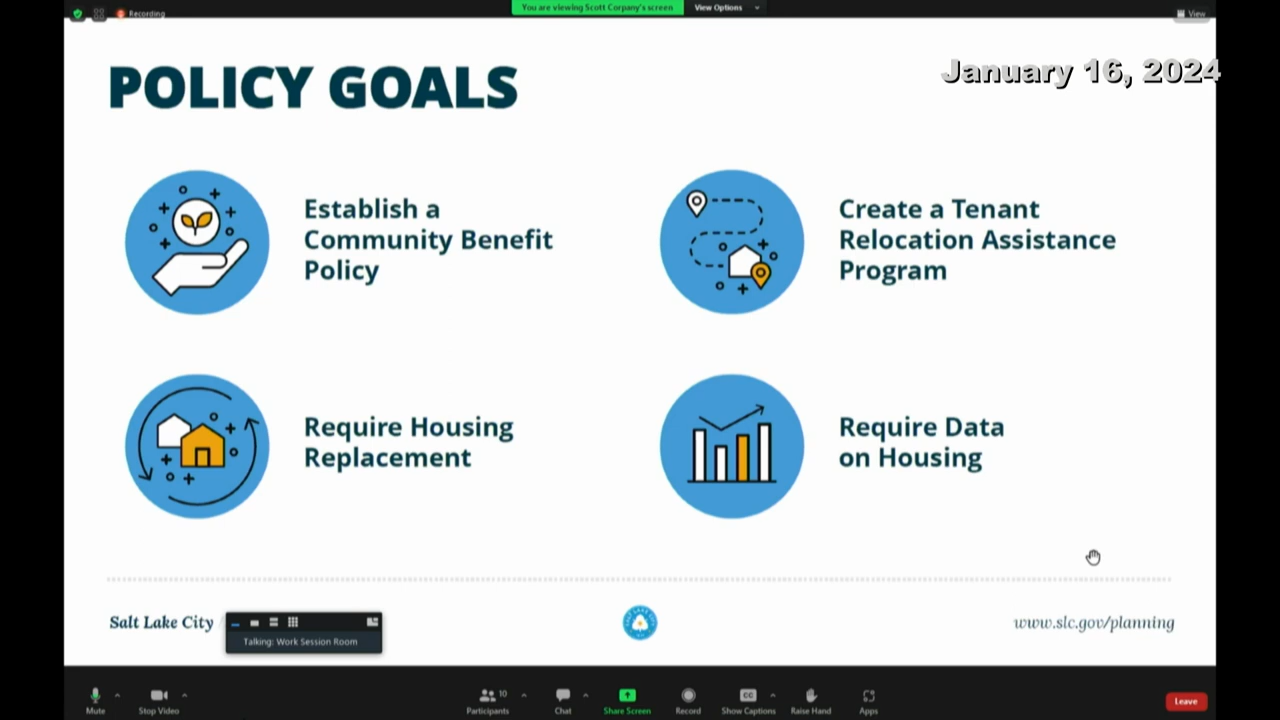 Recording
You are viewing Scott Corpany's screen
View Options
View
POLICY GOALS
January 16, 2024
Establish a
Community Benefit
Policy
Create a Tenant
Relocation Assistance
Program
Require Housing
Replacement
Require Data
on Housing
Salt Lake City
Talking: Work Session Room
www.slc.gov/planning
Mute
Stop Video
10
Participants
Chat
Share Screen
Record
CC
Show Captions
Raise Hand
Apps
Leave